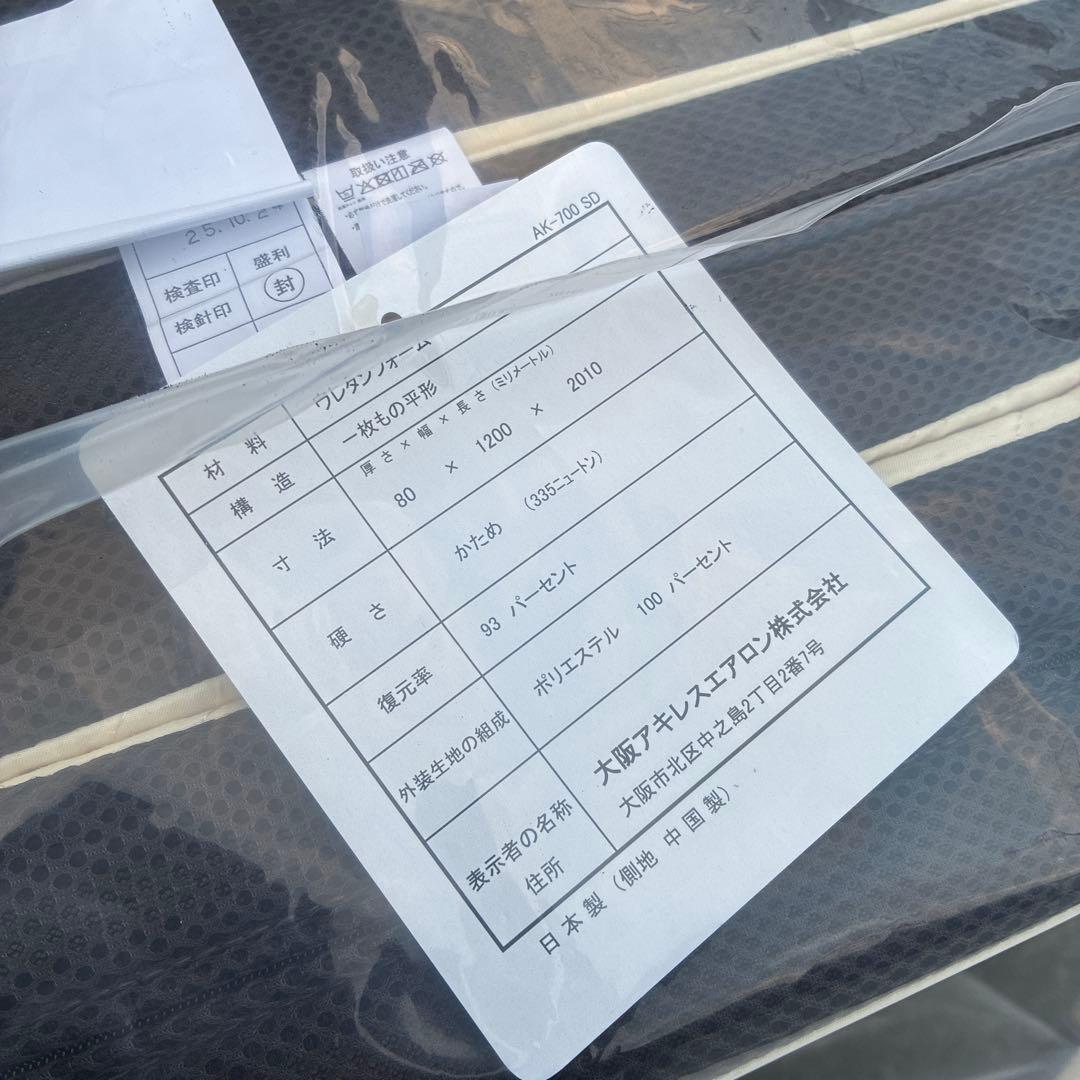 取扱い注意
25.10.24
検査印 盛利
検針印 封
AK-700 SD
材料 ウレタンフォーム
構造 一枚もの平形
寸法 厚さ×幅×長さ(ミリメートル)
80 × 1200 × 2010
硬さ かため (335ニュートン)
復元率 93 パーセント
外装生地の組成 ポリエステル 100 パーセント
表示者の名称 大阪アキレスエアロン株式会社
住所 大阪市北区中之島2丁目2番7号
日本製(側地 中国製)